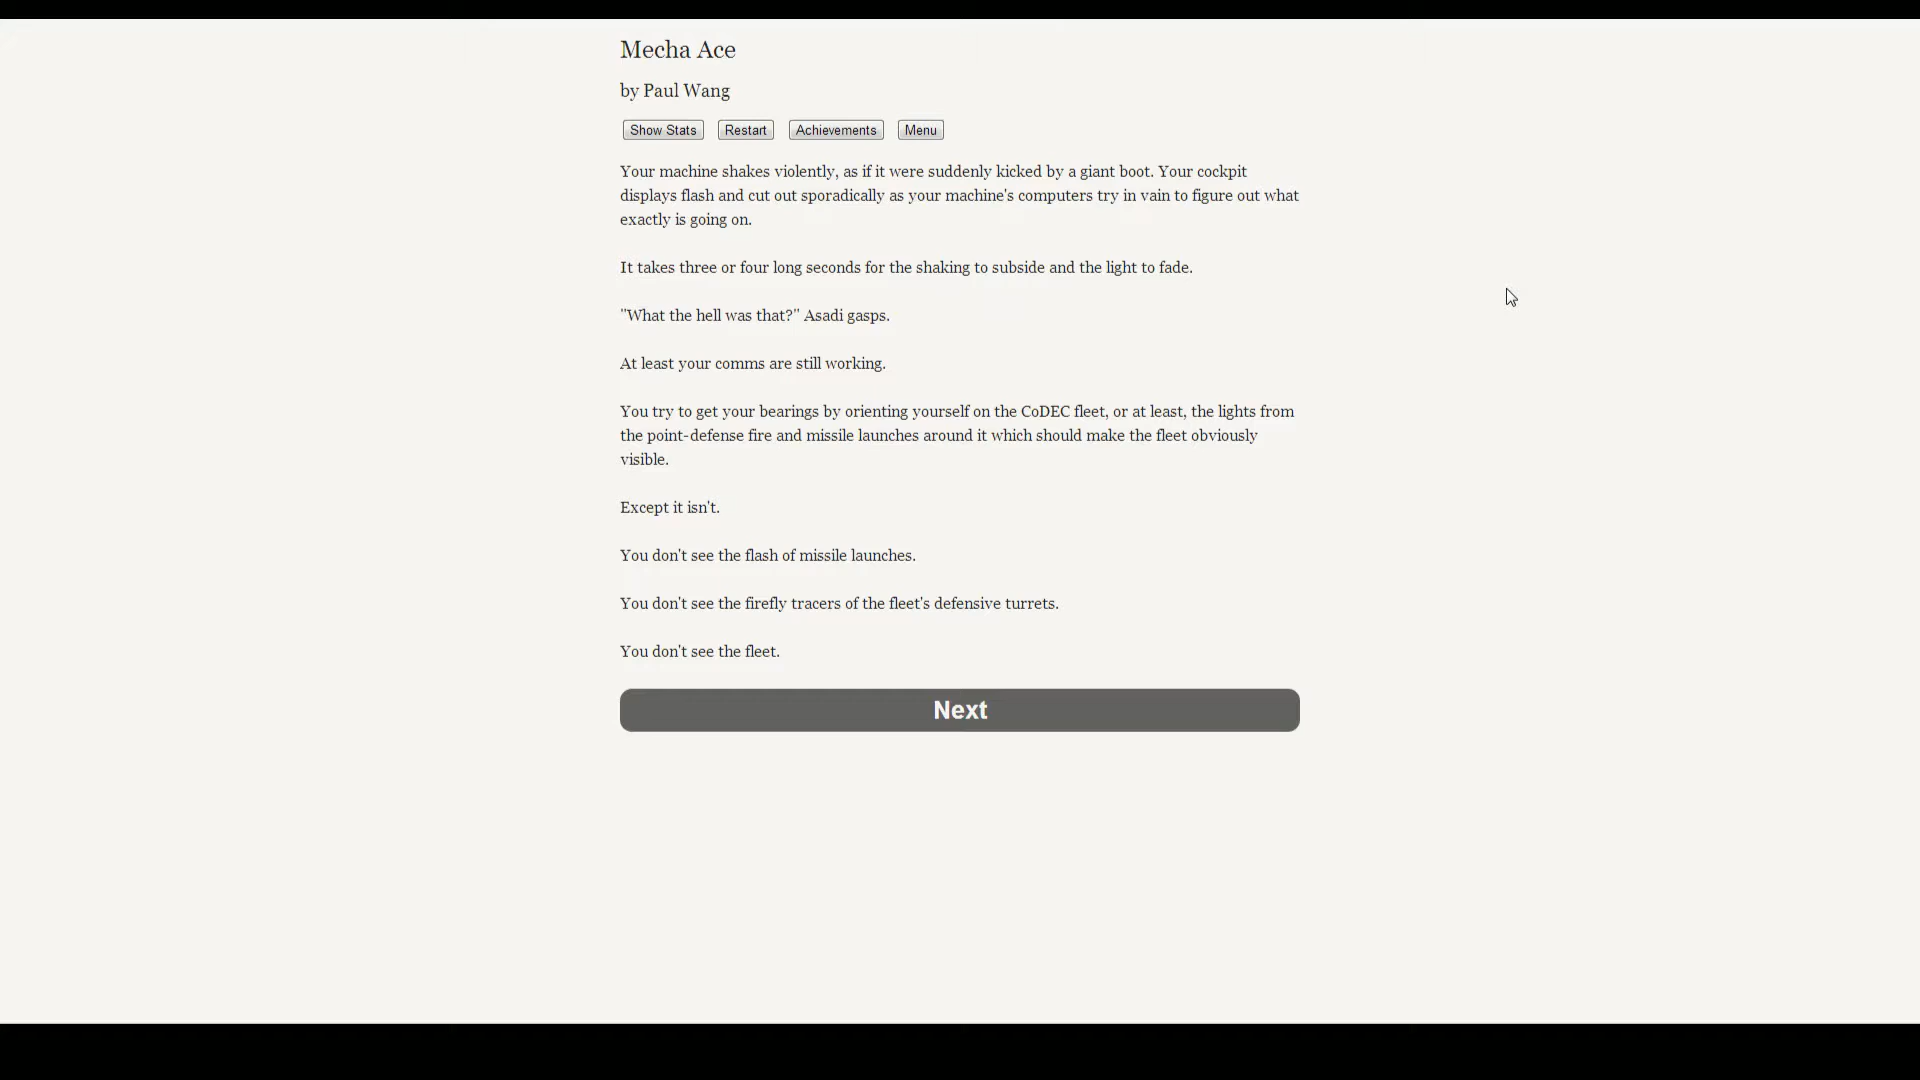 Mecha Ace
by Paul Wang
Show Stats Restart Achievements Menu
Your machine shakes violently, as if it were suddenly kicked by a giant boot. Your cockpit
displays flash and cut out sporadically as your machine's computers try in vain to figure out what
exactly is going on.
It takes three or four long seconds for the shaking to subside and the light to fade.
"What the hell was that?" Asadi gasps.
At least your comms are still working.
You try to get your bearings by orienting yourself on the CoDEC fleet, or at least, the lights from
the point-defense fire and missile launches around it which should make the fleet obviously
visible.
Except it isn't.
You don't see the flash of missile launches.
You don't see the firefly tracers of the fleet's defensive turrets.
You don't see the fleet.
Next